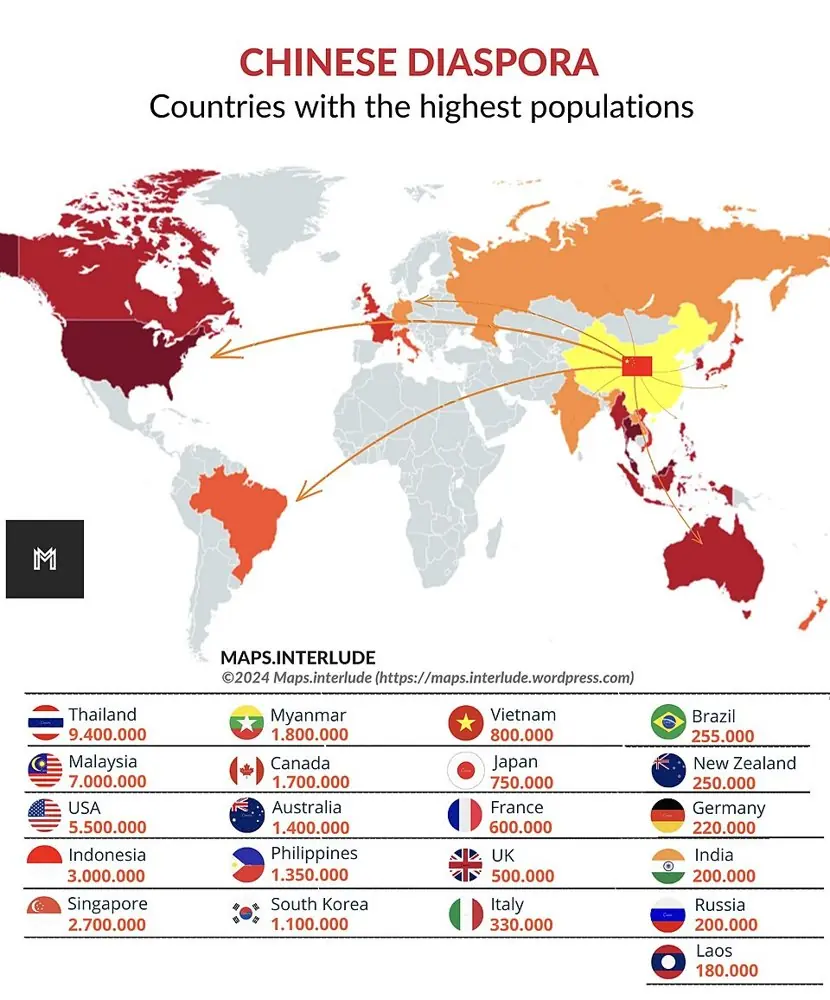 CHINESE DIASPORA
Countries with the highest populations
M
MAPS.INTERLUDE
©2024 Maps.interlude (https://maps.interlude.wordpress.com)
Thailand
9.400.000
Malaysia
7.000.000
USA
5.500.000
Indonesia
3.000.000
Singapore
2.700.000
Myanmar
1.800.000
Canada
1.700.000
Australia
1.400.000
Philippines
1.350.000
South Korea
1.100.000
Vietnam
800.000
Japan
750.000
France
600.000
UK
500.000
Italy
330.000
Brazil
255.000
New Zealand
250.000
Germany
220.000
India
200.000
Russia
200.000
Laos
180.000